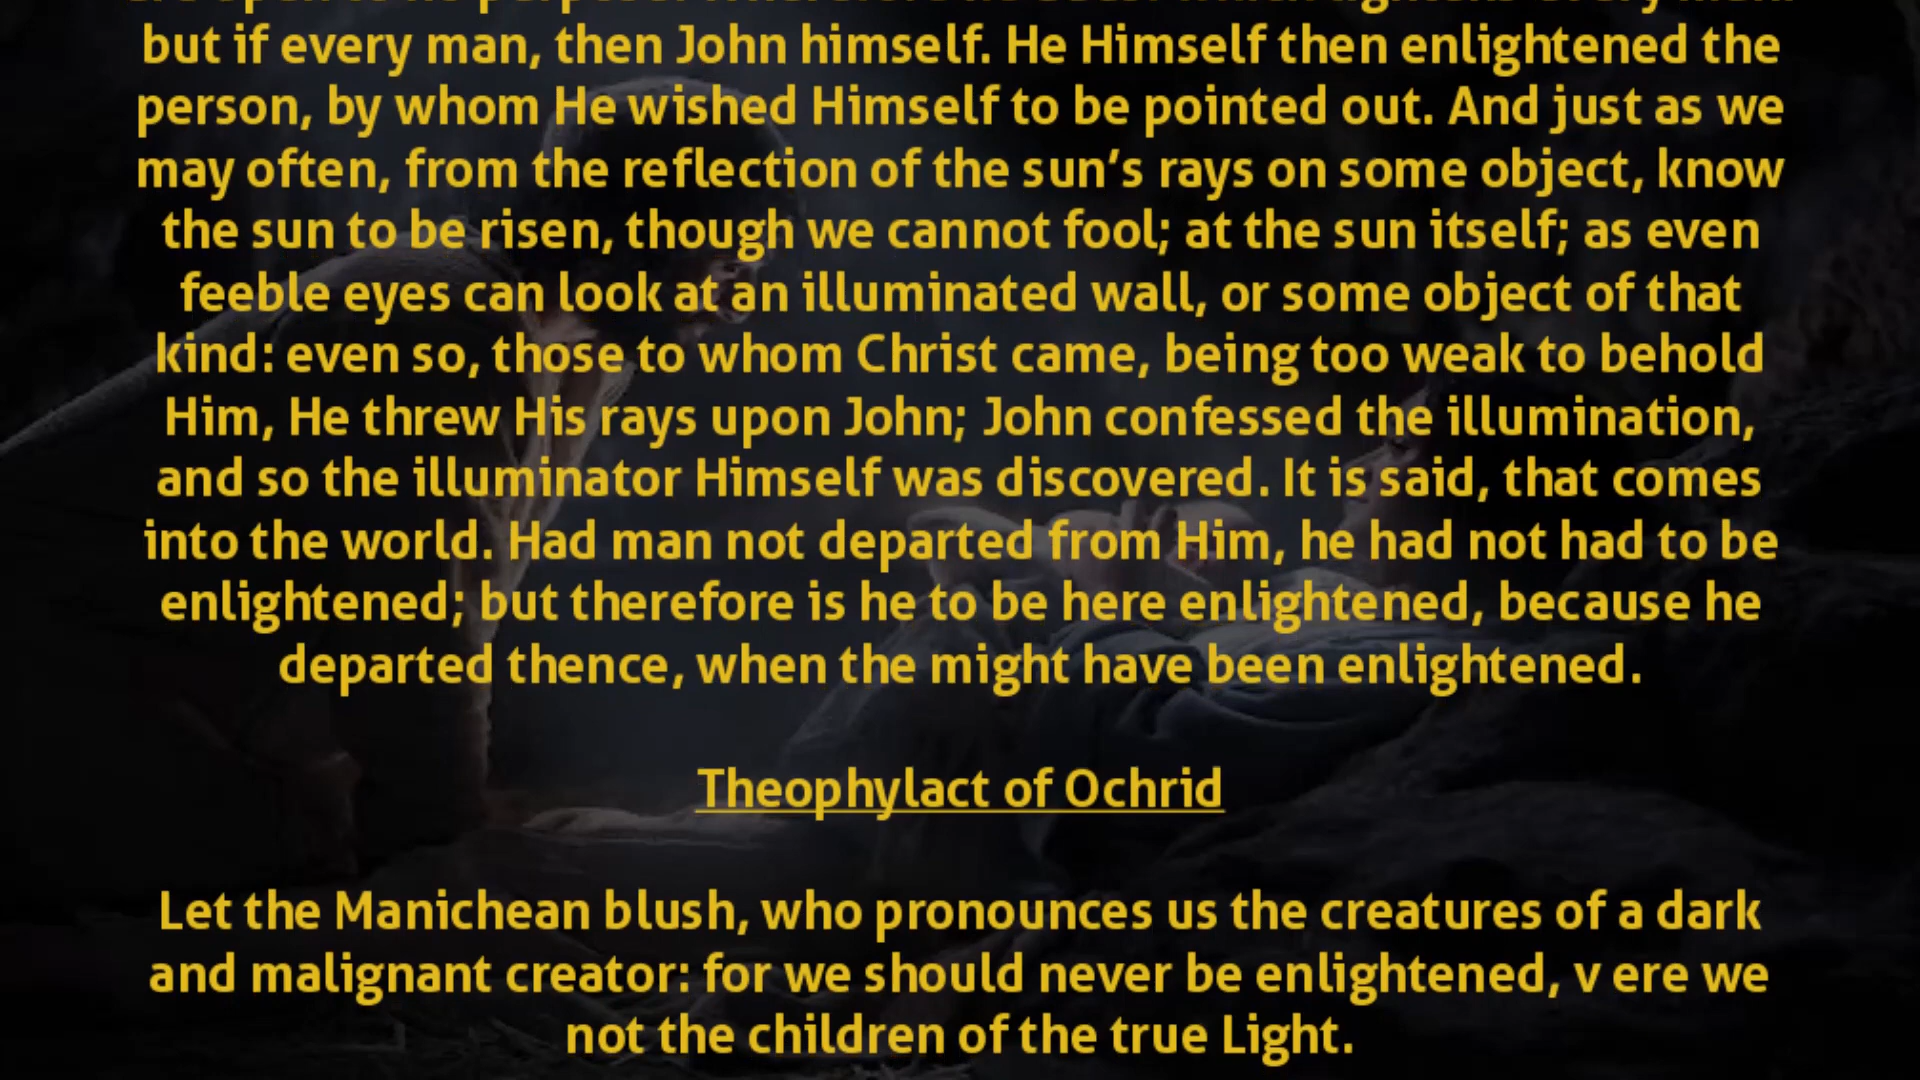 but if every man, then John himself. He Himself then enlightened the
person, by whom He wished Himself to be pointed out. And just as we
may often, from the reflection of the sun's rays on some object, know
the sun to be risen, though we cannot fool; at the sun itself; as even
feeble eyes can look at an illuminated wall, or some object of that
kind: even so, those to whom Christ came, being too weak to behold
Him, He threw His rays upon John; John confessed the illumination,
and so the illuminator Himself was discovered. It is said, that comes
into the world. Had man not departed from Him, he had not had to be
enlightened; but therefore is he to be here enlightened, because he
departed thence, when the might have been enlightened.
Theophylact of Ochrid
Let the Manichean blush, who pronounces us the creatures of a dark
and malignant creator: for we should never be enlightened, v ere we
not the children of the true Light.